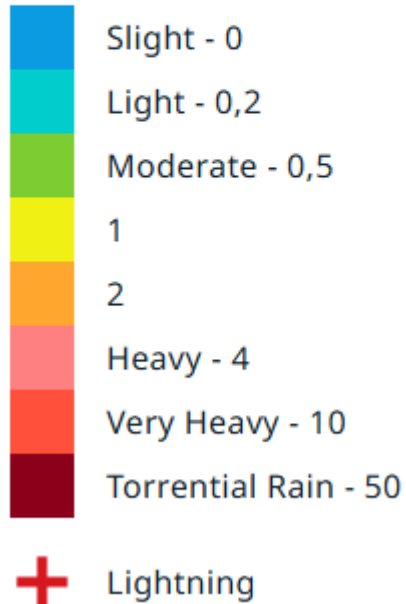 Slight - 0
Light - 0,2
Moderate - 0,5
1
2
Heavy - 4
Very Heavy - 10
Torrential Rain - 50
Lightning